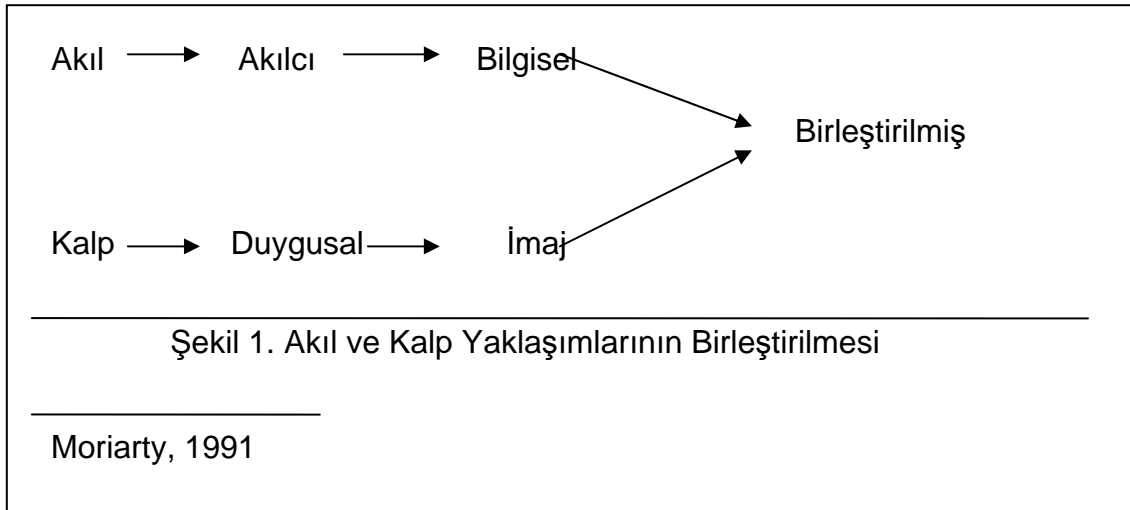 Akıl Akılcı Bilgisel
Birleştirilmiş
Kalp Duygusal İmaj
Şekil 1. Akıl ve Kalp Yaklaşımlarının Birleştirilmesi
Moriarty, 1991